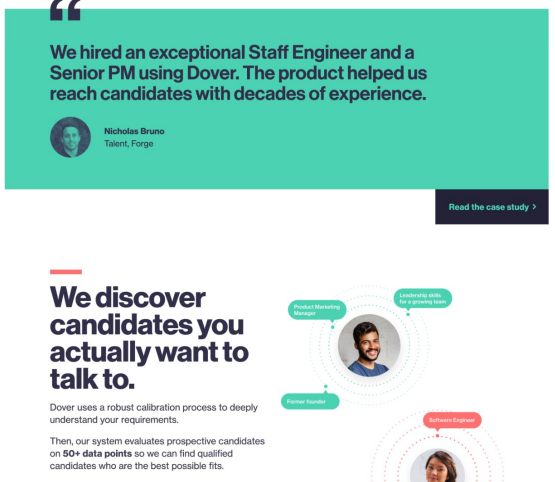 “
We hired an exceptional Staff Engineer and a
Senior PM using Dover. The product helped us
reach candidates with decades of experience.
Nicholas Bruno
Talent, Forge
Read the case study >
We discover
candidates you
actually want to
talk to.
Dover uses a robust calibration process to deeply
understand your requirements.
Then, our system evaluates prospective candidates
on 50+ data points so we can find qualified
candidates who are the best possible fits.
Leadership skills
for a growing team
Product Marketing
Manager
Former founder
Software Engineer